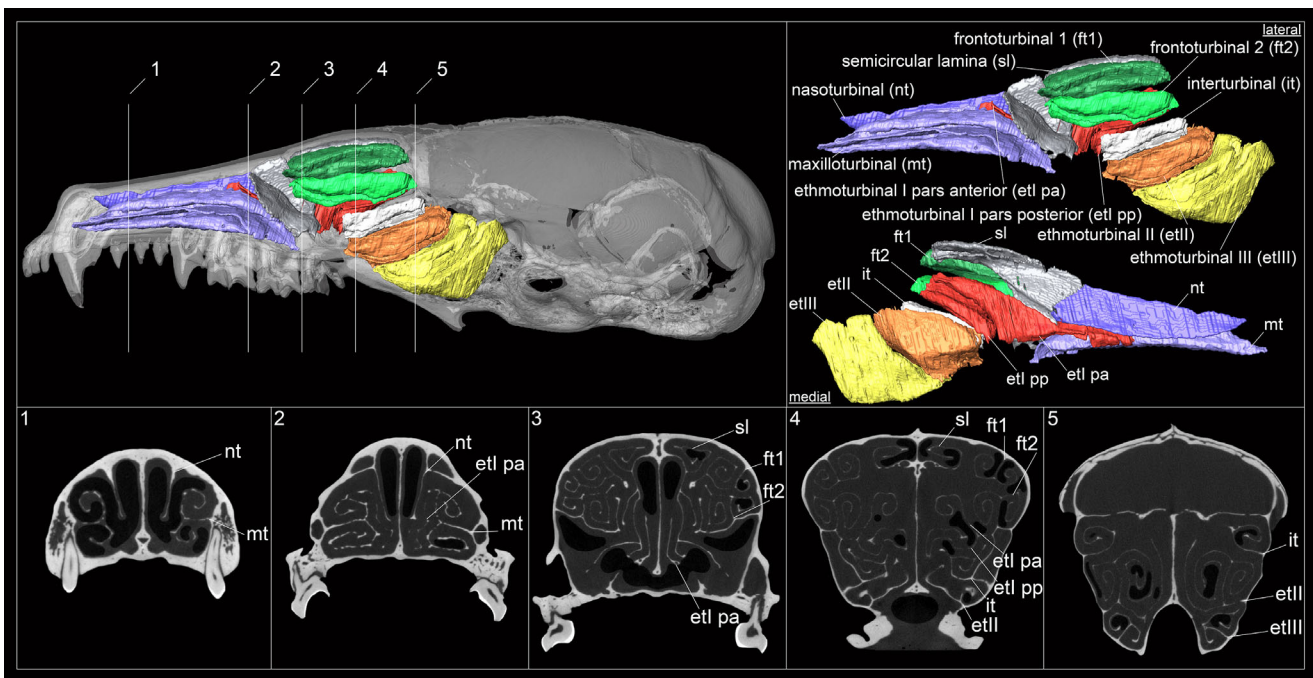 1
2
3
4
5
lateral
frontoturbinal 1 (ft1)
frontoturbinal 2 (ft2)
semicircular lamina (sl)
interturbinal (it)
nasoturbinal (nt)
maxilloturbinal (mt)
ethmoturbinal I pars anterior (etI pa)
ethmoturbinal I pars posterior (etI pp)
ethmoturbinal II (etII)
ethmoturbinal III (etIII)
sl
ft1
ft2
it
etII
etIII
nt
mt
etI pa
etI pp
medial
1
nt
mt
2
nt
etI pa
mt
3
sl
ft1
ft2
etI pa
4
sl
ft1
ft2
etI pa
etI pp
it
etII
5
it
etII
etIII